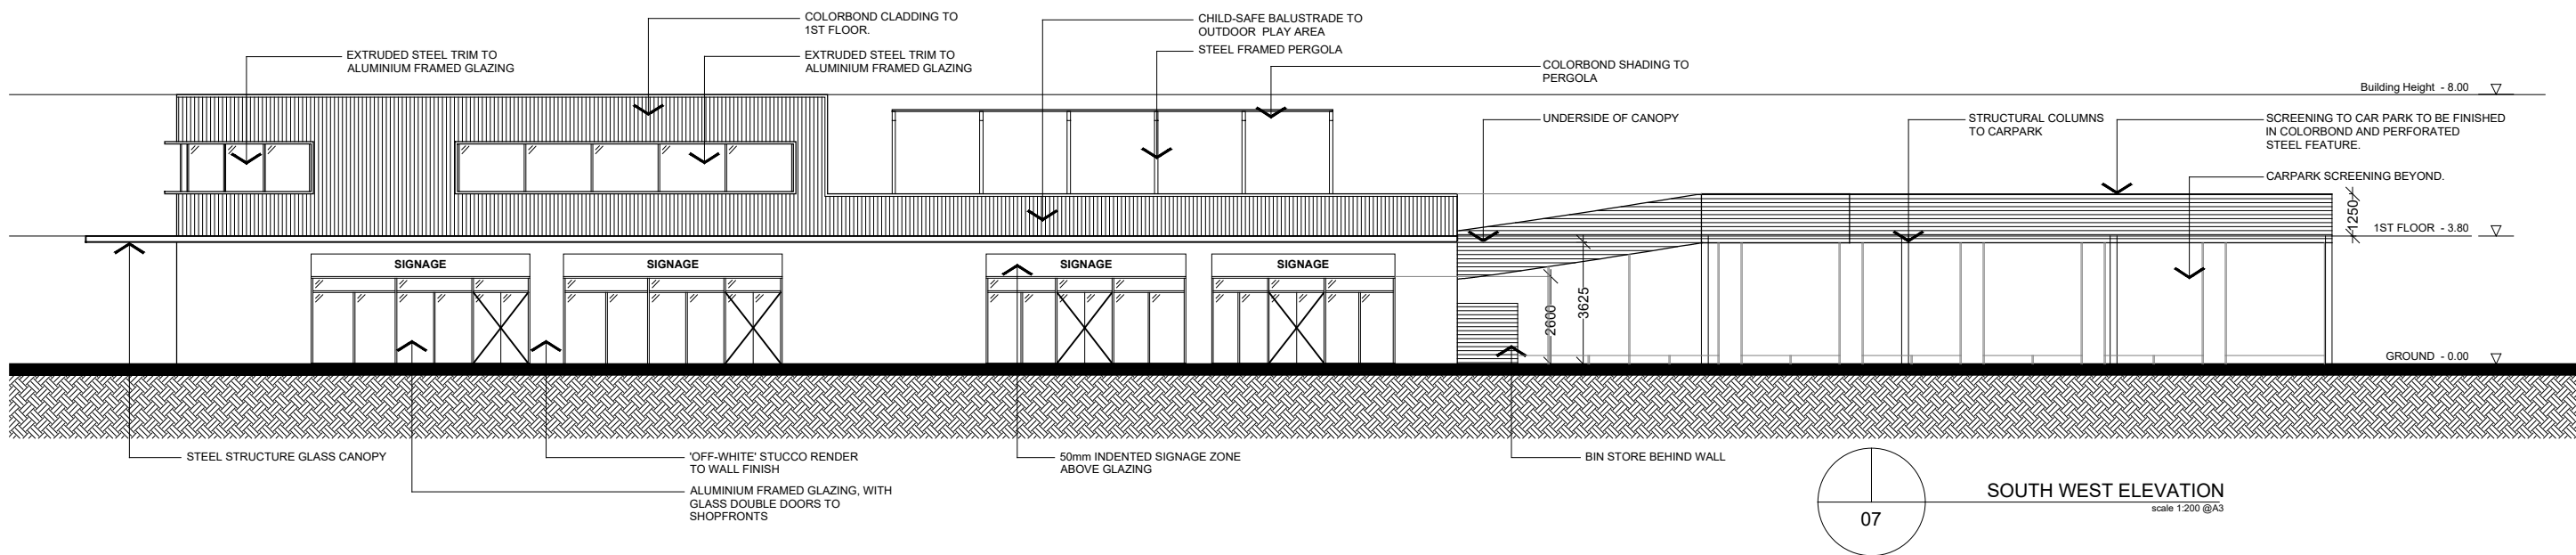 COLORBOND CLADDING TO
1ST FLOOR.
CHILD-SAFE BALUSTRADE TO
OUTDOOR PLAY AREA
STEEL FRAMED PERGOLA
EXTRUDED STEEL TRIM TO
ALUMINIUM FRAMED GLAZING
EXTRUDED STEEL TRIM TO
ALUMINIUM FRAMED GLAZING
COLORBOND SHADING TO
PERGOLA
Building Height - 8.00
UNDERSIDE OF CANOPY
STRUCTURAL COLUMNS
TO CARPARK
SCREENING TO CAR PARK TO BE FINISHED
IN COLORBOND AND PERFORATED
STEEL FEATURE.
CARPARK SCREENING BEYOND.
1250
1ST FLOOR - 3.80
SIGNAGE
SIGNAGE
SIGNAGE
SIGNAGE
2600
3625
GROUND - 0.00
STEEL STRUCTURE GLASS CANOPY
'OFF-WHITE' STUCCO RENDER
TO WALL FINISH
ALUMINIUM FRAMED GLAZING, WITH
GLASS DOUBLE DOORS TO
SHOPFRONTS
50mm INDENTED SIGNAGE ZONE
ABOVE GLAZING
BIN STORE BEHIND WALL
07
SOUTH WEST ELEVATION
scale 1:200 @A3